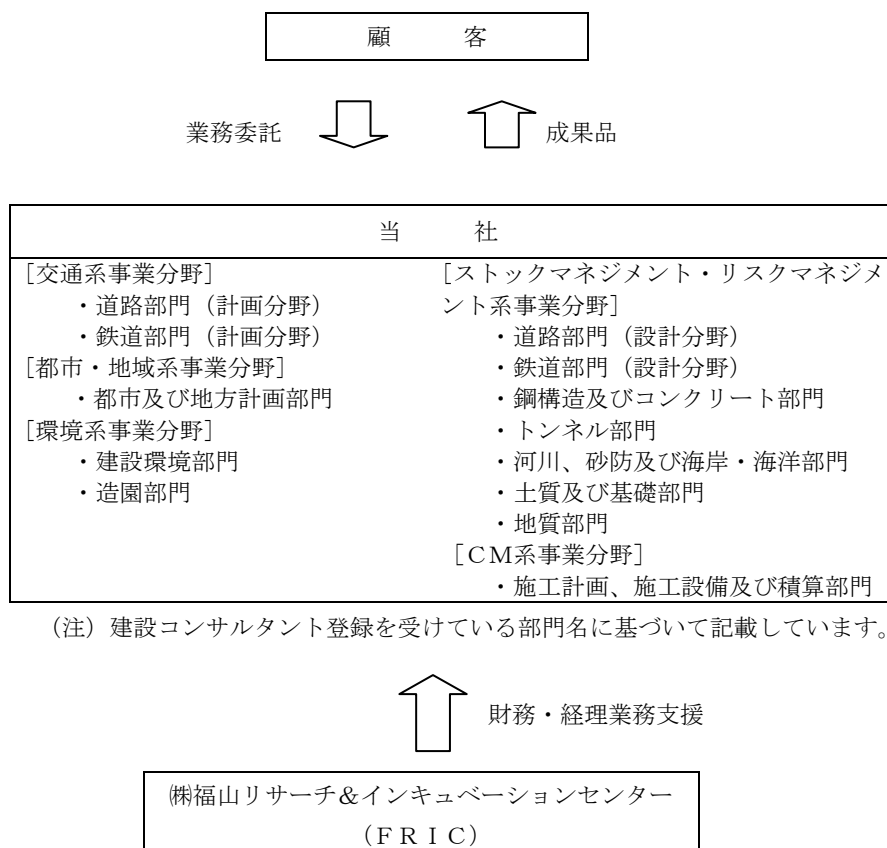 顧　　客
業務委託
成果品
当　　社
[交通系事業分野]
・道路部門（計画分野）
・鉄道部門（計画分野）
[都市・地域系事業分野]
・都市及び地方計画部門
[環境系事業分野]
・建設環境部門
・造園部門
[ストックマネジメント・リスクマネジメ
ント系事業分野]
・道路部門（設計分野）
・鉄道部門（設計分野）
・鋼構造及びコンクリート部門
・トンネル部門
・河川、砂防及び海岸・海洋部門
・土質及び基礎部門
・地質部門
[ＣＭ系事業分野]
・施工計画、施工設備及び積算部門
（注）建設コンサルタント登録を受けている部門名に基づいて記載しています。
財務・経理業務支援
㈱福山リサーチ&インキュベーションセンター
（ＦＲＩＣ）